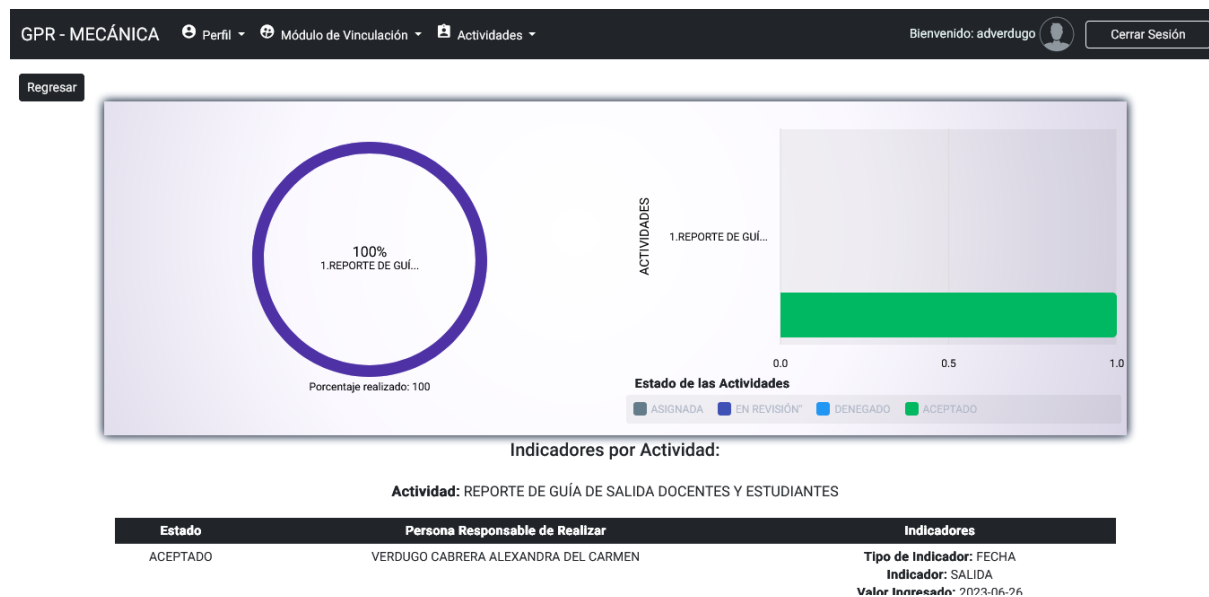 GPR - MECÁNICA Perfil Módulo de Vinculación Actividades Bienvenido: adverdugo Cerrar Sesión
Regresar
100%
1.REPORTE DE GUÍ...
Porcentaje realizado: 100
ACTIVIDADES
1.REPORTE DE GUÍ...
0.0 0.5 1.0
Estado de las Actividades
ASIGNADA EN REVISIÓN" DENEGADO ACEPTADO
Indicadores por Actividad:
Actividad: REPORTE DE GUÍA DE SALIDA DOCENTES Y ESTUDIANTES
Estado Persona Responsable de Realizar Indicadores
ACEPTADO VERDUGO CABRERA ALEXANDRA DEL CARMEN Tipo de Indicador: FECHA
Indicador: SALIDA
Valor Ingresado: 2023-06-26